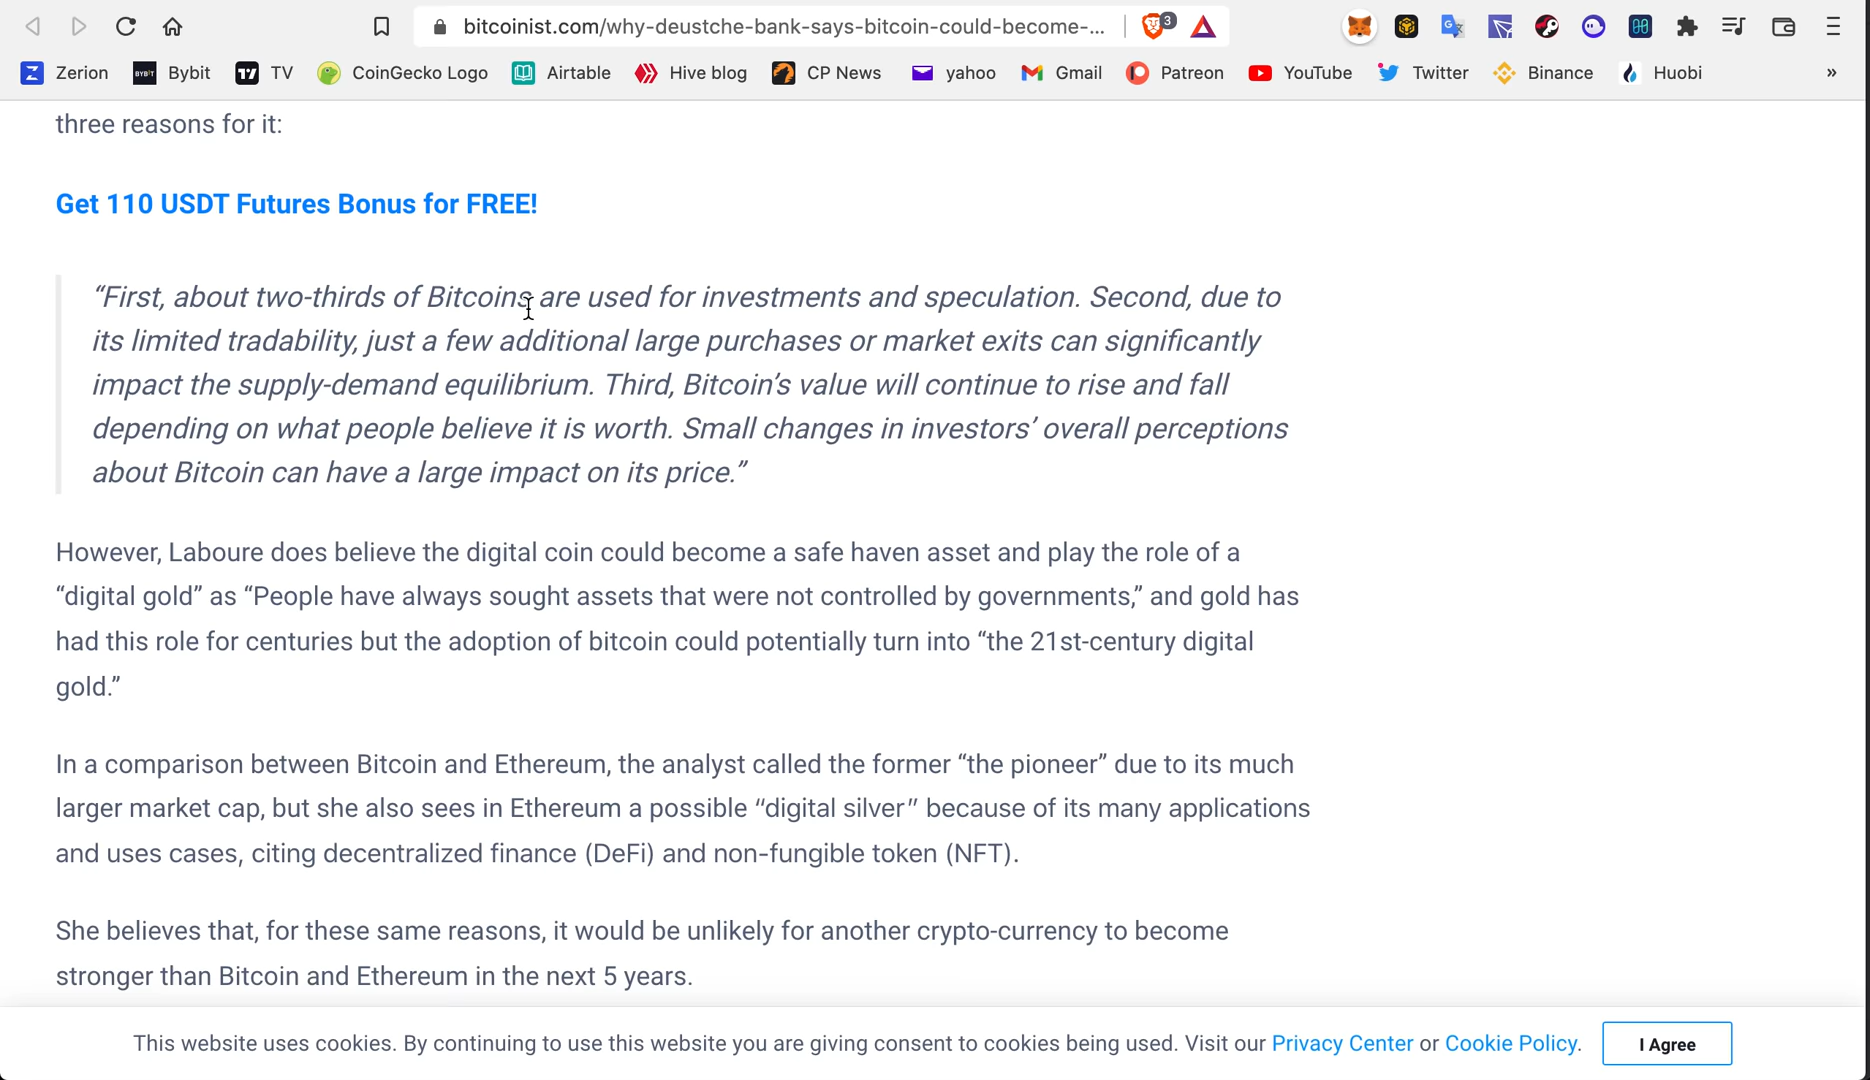 bitcoinist.com/why-deustche-bank-says-bitcoin-could-become-...
3
Zerion
BYBIT
Bybit
TV
CoinGecko Logo
Airtable
Hive blog
CP News
yahoo
Gmail
Patreon
YouTube
Twitter
Binance
Huobi
»
three reasons for it:
Get 110 USDT Futures Bonus for FREE!
“First, about two-thirds of Bitcoins are used for investments and speculation. Second, due to
its limited tradability, just a few additional large purchases or market exits can significantly
impact the supply-demand equilibrium. Third, Bitcoin’s value will continue to rise and fall
depending on what people believe it is worth. Small changes in investors’ overall perceptions
about Bitcoin can have a large impact on its price.”
However, Laboure does believe the digital coin could become a safe haven asset and play the role of a
“digital gold” as “People have always sought assets that were not controlled by governments,” and gold has
had this role for centuries but the adoption of bitcoin could potentially turn into “the 21st-century digital
gold.”
In a comparison between Bitcoin and Ethereum, the analyst called the former “the pioneer” due to its much
larger market cap, but she also sees in Ethereum a possible “digital silver” because of its many applications
and uses cases, citing decentralized finance (DeFi) and non-fungible token (NFT).
She believes that, for these same reasons, it would be unlikely for another crypto-currency to become
stronger than Bitcoin and Ethereum in the next 5 years.
This website uses cookies. By continuing to use this website you are giving consent to cookies being used. Visit our Privacy Center or Cookie Policy.
I Agree